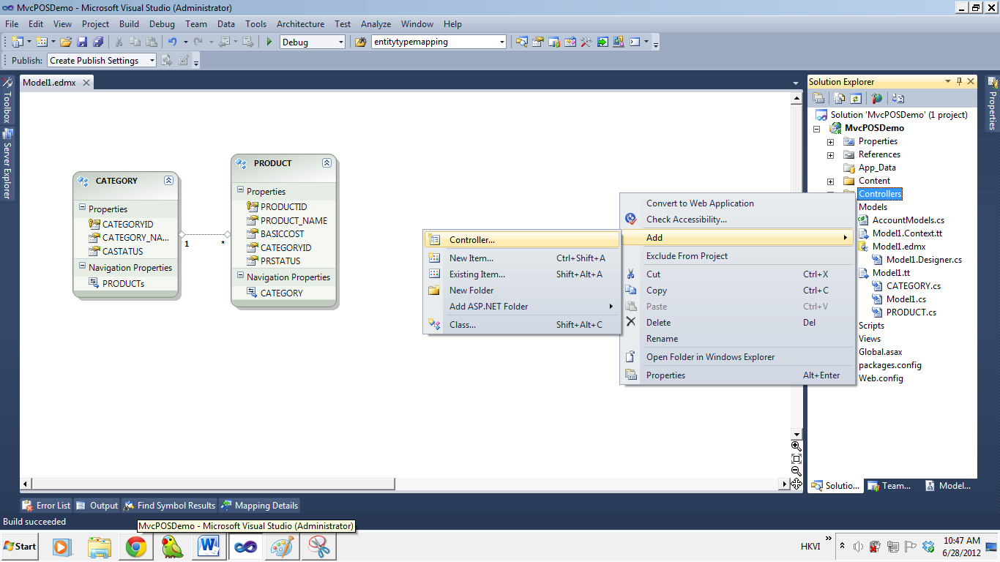 MvcPOSDemo - Microsoft Visual Studio (Administrator)
File Edit View Project Build Debug Team Data Tools Architecture Test Analyze Window Help
Debug entitytypemapping
Publish: Create Publish Settings
Model1.edmx
Toolbox
Server Explorer
CATEGORY
Properties
CATEGORYID
CATEGORY_NA...
CASTATUS
Navigation Properties
PRODUCTs
1 *
PRODUCT
Properties
PRODUCTID
PRODUCT_NAME
BASICCOST
CATEGORYID
PRSTATUS
Navigation Properties
CATEGORY
Controller...
New Item... Ctrl+Shift+A
Existing Item... Shift+Alt+A
New Folder
Add ASP.NET Folder
Class... Shift+Alt+C
Convert to Web Application
Check Accessibility...
Add
Exclude From Project
Cut Ctrl+X
Copy Ctrl+C
Paste Ctrl+V
Delete Del
Rename
Open Folder in Windows Explorer
Properties Alt+Enter
Solution Explorer
Solution 'MvcPOSDemo' (1 project)
MvcPOSDemo
Properties
References
App_Data
Content
Controllers
Models
AccountModels.cs
Model1.Context.tt
Model1.edmx
Model1.Designer.cs
Model1.tt
CATEGORY.cs
Model1.cs
PRODUCT.cs
Scripts
Views
Global.asax
packages.config
Web.config
Properties
Solutio... Team... Model...
Error List Output Find Symbol Results Mapping Details
Build succeeded
MvcPOSDemo - Microsoft Visual Studio (Administrator)
Start
HKVI
10:47 AM
6/28/2012